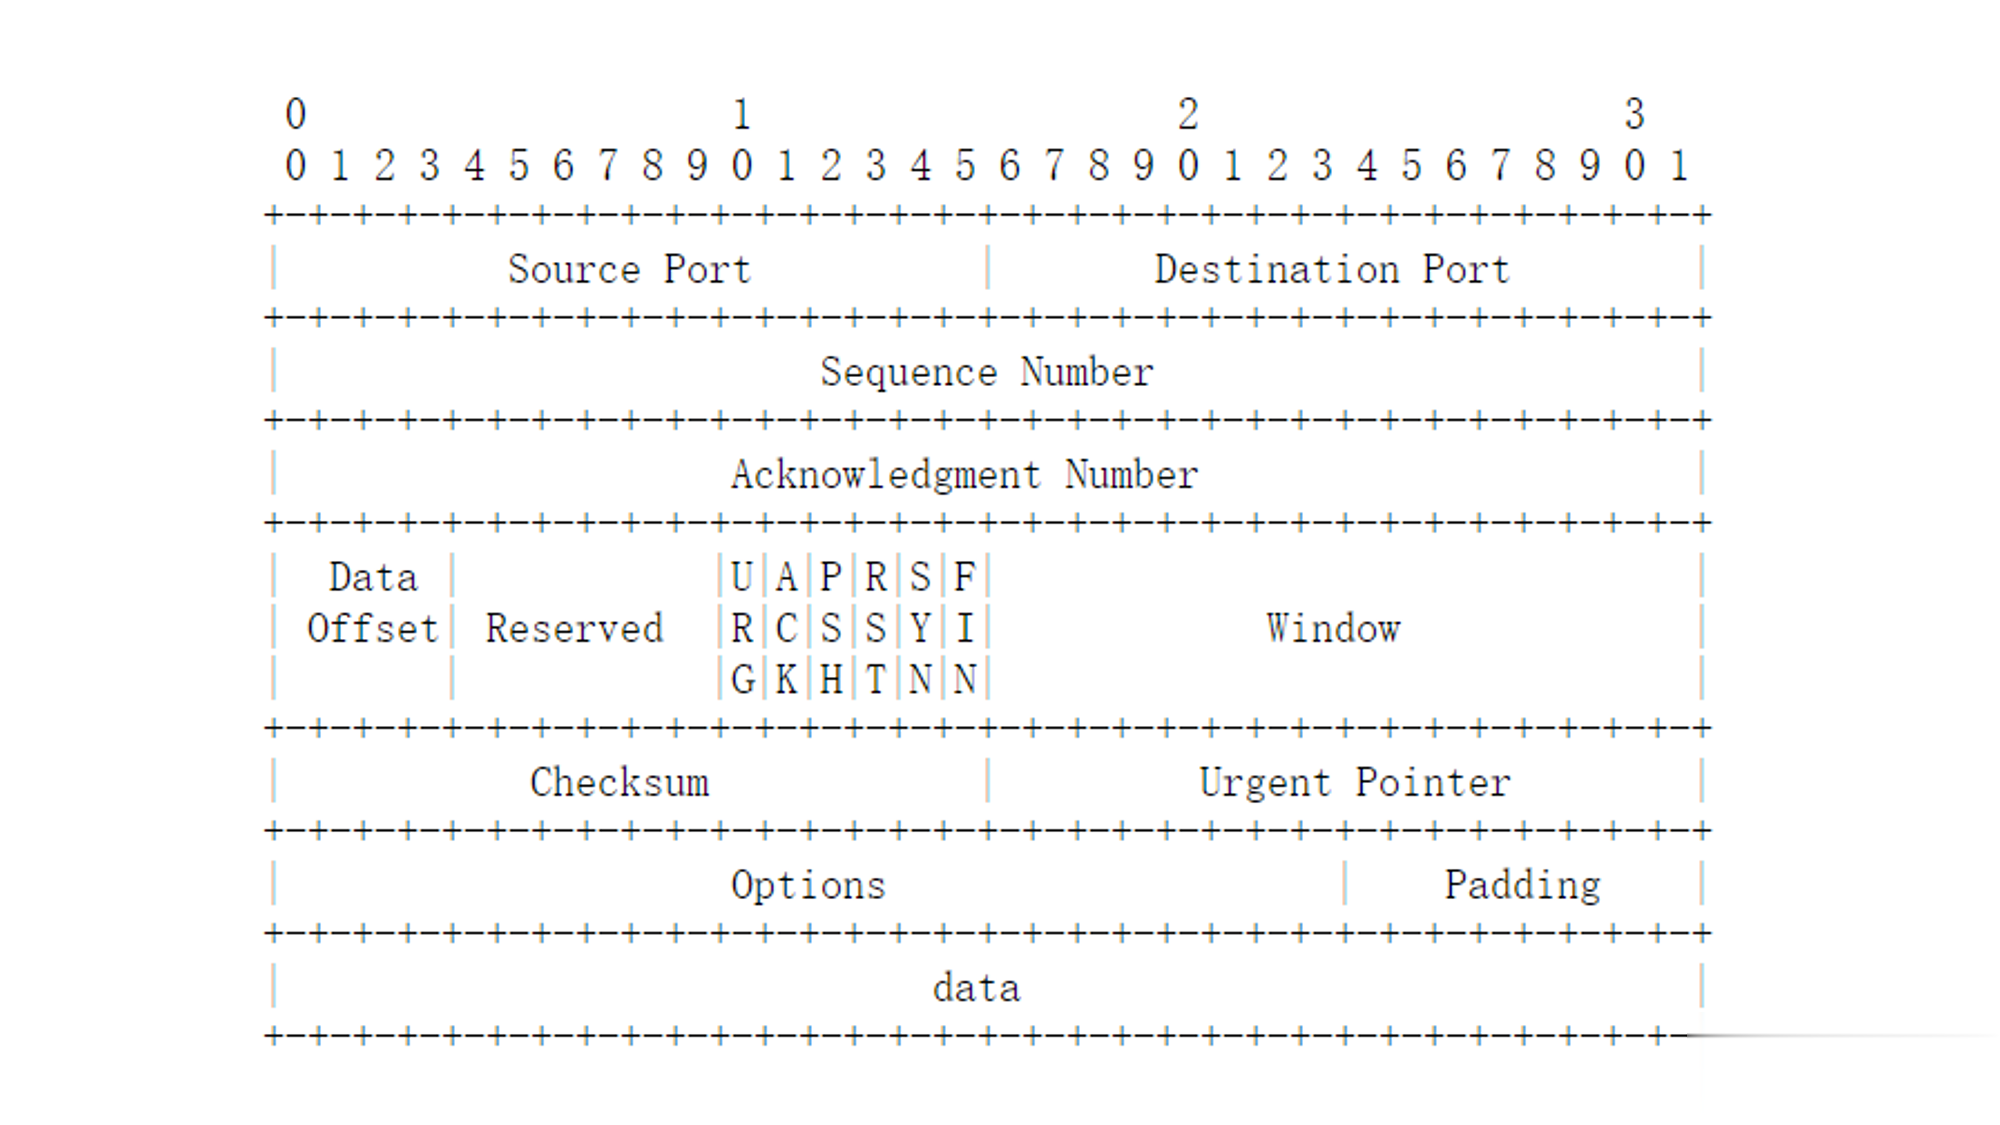 0                   1                   2                   3
 0 1 2 3 4 5 6 7 8 9 0 1 2 3 4 5 6 7 8 9 0 1 2 3 4 5 6 7 8 9 0 1
+-+-+-+-+-+-+-+-+-+-+-+-+-+-+-+-+-+-+-+-+-+-+-+-+-+-+-+-+-+-+-+-+
|          Source Port          |       Destination Port        |
+-+-+-+-+-+-+-+-+-+-+-+-+-+-+-+-+-+-+-+-+-+-+-+-+-+-+-+-+-+-+-+-+
|                        Sequence Number                        |
+-+-+-+-+-+-+-+-+-+-+-+-+-+-+-+-+-+-+-+-+-+-+-+-+-+-+-+-+-+-+-+-+
|                    Acknowledgment Number                      |
+-+-+-+-+-+-+-+-+-+-+-+-+-+-+-+-+-+-+-+-+-+-+-+-+-+-+-+-+-+-+-+-+
|  Data |           |U|A|P|R|S|F|                               |
| Offset| Reserved  |R|C|S|S|Y|I|            Window             |
|       |           |G|K|H|T|N|N|                               |
+-+-+-+-+-+-+-+-+-+-+-+-+-+-+-+-+-+-+-+-+-+-+-+-+-+-+-+-+-+-+-+-+
|           Checksum            |         Urgent Pointer        |
+-+-+-+-+-+-+-+-+-+-+-+-+-+-+-+-+-+-+-+-+-+-+-+-+-+-+-+-+-+-+-+-+
|                    Options                    |    Padding    |
+-+-+-+-+-+-+-+-+-+-+-+-+-+-+-+-+-+-+-+-+-+-+-+-+-+-+-+-+-+-+-+-+
|                             data                              |
+-+-+-+-+-+-+-+-+-+-+-+-+-+-+-+-+-+-+-+-+-+-+-+-+-+-+-+-+-+-+-+-